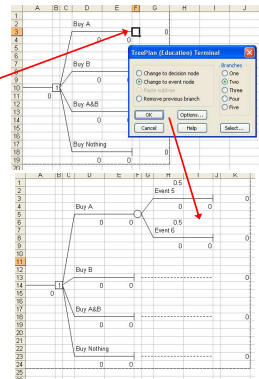 A B C D E F G H I J
1
2 Buy A
3 0
4 0 0
5
6
7 Buy B
8
9 0 0
10 1
11 0
12 Buy A&B
13
14 0 0
15
16
17 Buy Nothing
18 0
19 0 0
20
TreePlan (Education) Terminal
Change to decision node
Change to event node
Paste subtree
Remove previous branch
Branches
One
Two
Three
Four
Five
OK Options...
Cancel Help Select...
A B C D E F G H I J K
1 0.5
2 Event 5
3 0
4 Buy A 0 0
5
6 0 0 0.5
7 Event 6
8 0
9 0 0
10
11
12 Buy B
13 0
14 1 0 0
15 0
16
17 Buy A&B
18 0
19 0 0
20
21
22 Buy Nothing
23 0
24 0 0
25